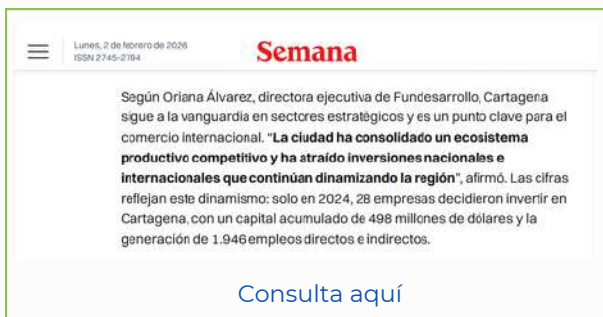 Lunes, 2 de febrero de 2026
ISSN 2745-2794
Semana
Según Oriana Álvarez, directora ejecutiva de Fundesarrollo, Cartagena
sigue a la vanguardia en sectores estratégicos y es un punto clave para el
comercio internacional. “La ciudad ha consolidado un ecosistema
productivo competitivo y ha atraído inversiones nacionales e
internacionales que continúan dinamizando la región”, afirmó. Las cifras
reflejan este dinamismo: solo en 2024, 28 empresas decidieron invertir en
Cartagena, con un capital acumulado de 498 millones de dólares y la
generación de 1.946 empleos directos e indirectos.
Consulta aquí